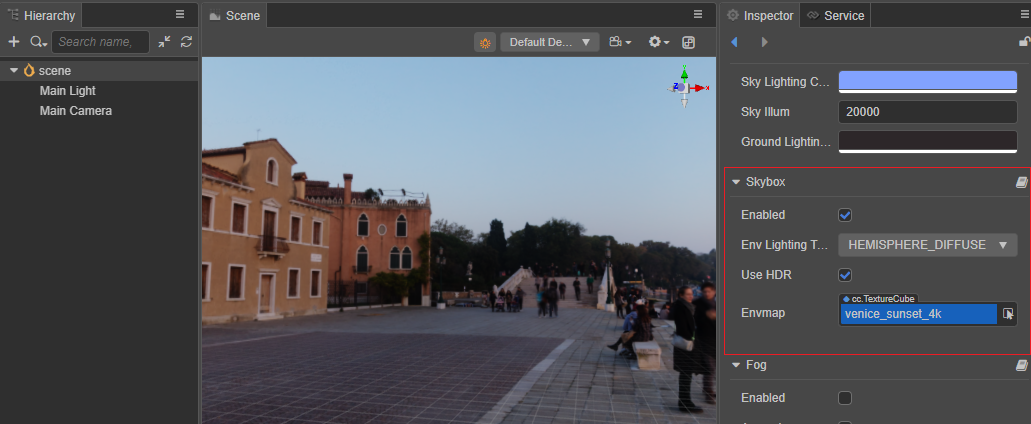 Hierarchy
Search name,
scene
Main Light
Main Camera
Scene
Default De...
Z
X
Inspector
Service
Sky Lighting C...
Sky Illum
20000
Ground Lightin...
Skybox
Enabled
Env Lighting T...
HEMISPHERE_DIFFUSE
Use HDR
cc.TextureCube
Envmap
venice_sunset_4k
Fog
Enabled